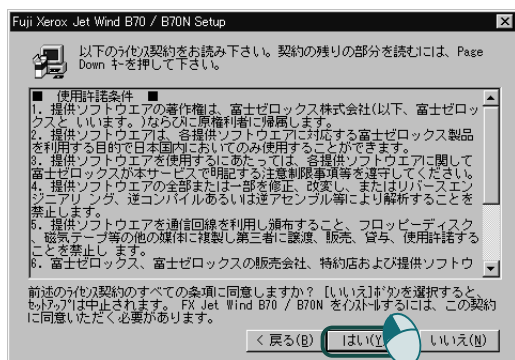 Fuji Xerox Jet Wind B70 / B70N Setup
以下のﾗｲｾﾝｽ契約をお読み下さい。契約の残りの部分を読むには、Page
Down ｷｰを押して下さい。
■ 使用許諾条件 ■
1. 提供ソフトウエアの著作権は、富士ゼロックス株式会社(以下、富士ゼロッ
クスと いいます。)ならびに原権利者に帰属します。
2. 提供ソフトウエアは、各提供ソフトウエアに対応する富士ゼロックス製品
を利用する目的で日本国内においてのみ使用することができます。
3. 提供ソフトウエアを使用するにあたっては、各提供ソフトウエアに関して
富士ゼロックスが本サービスで明記する注意制限事項等を遵守してください。
4. 提供ソフトウエアの全部または一部を修正、改変し、またはリバースエン
ジニアリ ング、逆コンパイルあるいは逆アセンブル等により解析することを
禁止します。
5. 提供ソフトウエアを通信回線を利用し頒布すること、フロッピーディスク
、磁気テープ等の他の媒体に複製し第三者に譲渡、販売、貸与、使用許諾する
ことを禁止し ます。
6. 富士ゼロックス、富士ゼロックスの販売会社、特約店および提供ソフトウ
前述のﾗｲｾﾝｽ契約のすべての条項に同意しますか? [いいえ]ﾎﾞﾀﾝを選択すると、
ｾｯﾄｱｯﾌﾟは中止されます。 FX Jet Wind B70 / B70N をｲﾝｽﾄｰﾙするには、この契約
に同意いただく必要があります。
< 戻る(B) はい(Y いいえ(N)